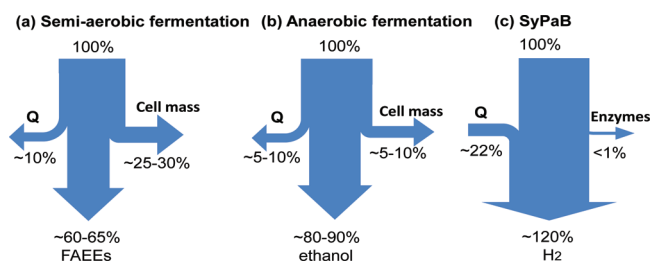 (a) Semi-aerobic fermentation
100%
Q
Cell mass
~10%
~25-30%
~60-65%
FAEEs
(b) Anaerobic fermentation
100%
Cell mass
Q
~5-10%
~5-10%
~80-90%
ethanol
(c) SyPaB
100%
Q
Enzymes
~22%
<1%
~120%
H2